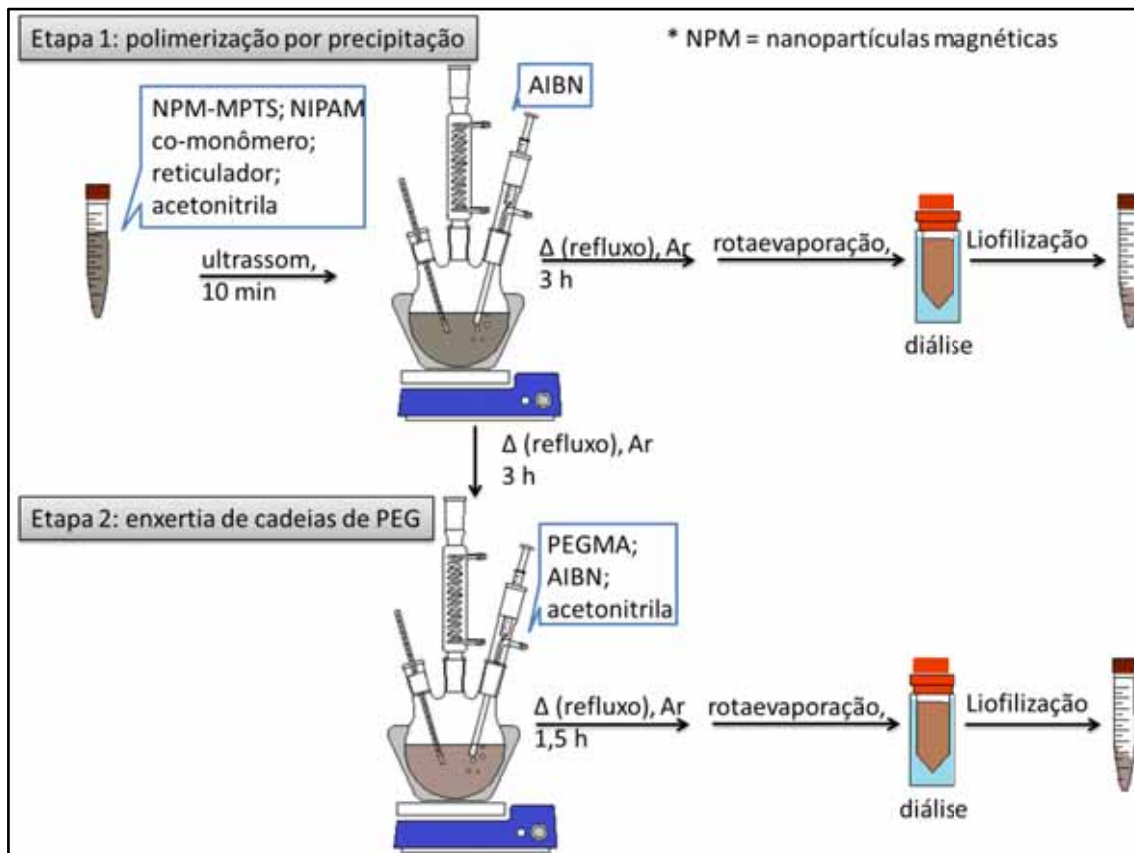 Etapa 1: polimerização por precipitação
* NPM = nanopartículas magnéticas
AIBN
NPM-MPTS; NIPAM
co-monômero;
reticulador;
acetonitrila
ultrassom,
10 min
Δ (refluxo), Ar
3 h
rotaevaporação,
Liofilização
diálise
Δ (refluxo), Ar
3 h
Etapa 2: enxertia de cadeias de PEG
PEGMA;
AIBN;
acetonitrila
Δ (refluxo), Ar
1,5 h
rotaevaporação,
Liofilização
diálise